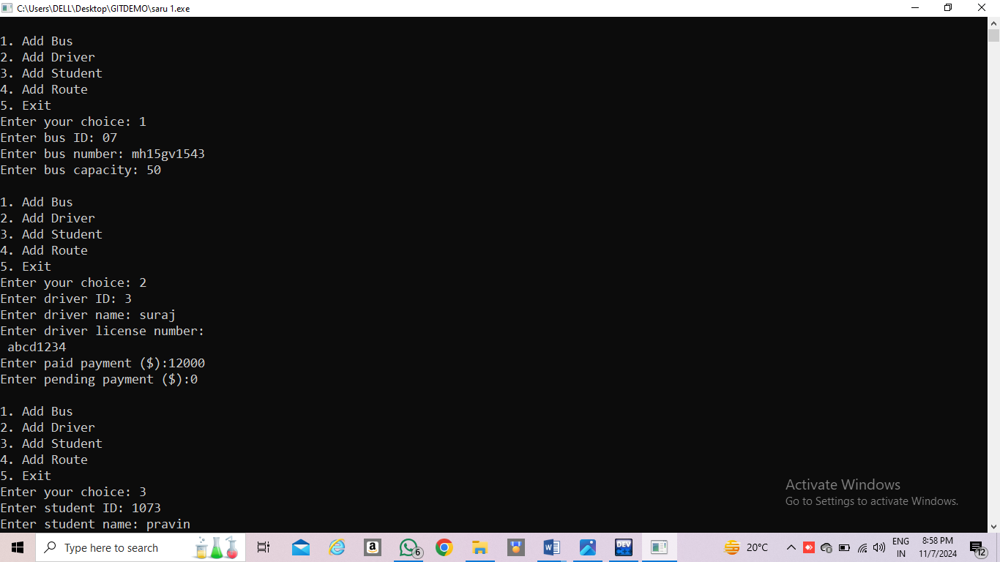 C:\Users\DELL\Desktop\GITDEMO\saru 1.exe
1. Add Bus
2. Add Driver
3. Add Student
4. Add Route
5. Exit
Enter your choice: 1
Enter bus ID: 07
Enter bus number: mh15gv1543
Enter bus capacity: 50
1. Add Bus
2. Add Driver
3. Add Student
4. Add Route
5. Exit
Enter your choice: 2
Enter driver ID: 3
Enter driver name: suraj
Enter driver license number:
abcd1234
Enter paid payment ($):12000
Enter pending payment ($):0
1. Add Bus
2. Add Driver
3. Add Student
4. Add Route
5. Exit
Enter your choice: 3
Enter student ID: 1073
Enter student name: pravin
Activate Windows
Go to Settings to activate Windows.
Type here to search
a
6
W
DEV
20°C
ENG
IN
8:58 PM
11/7/2024
12